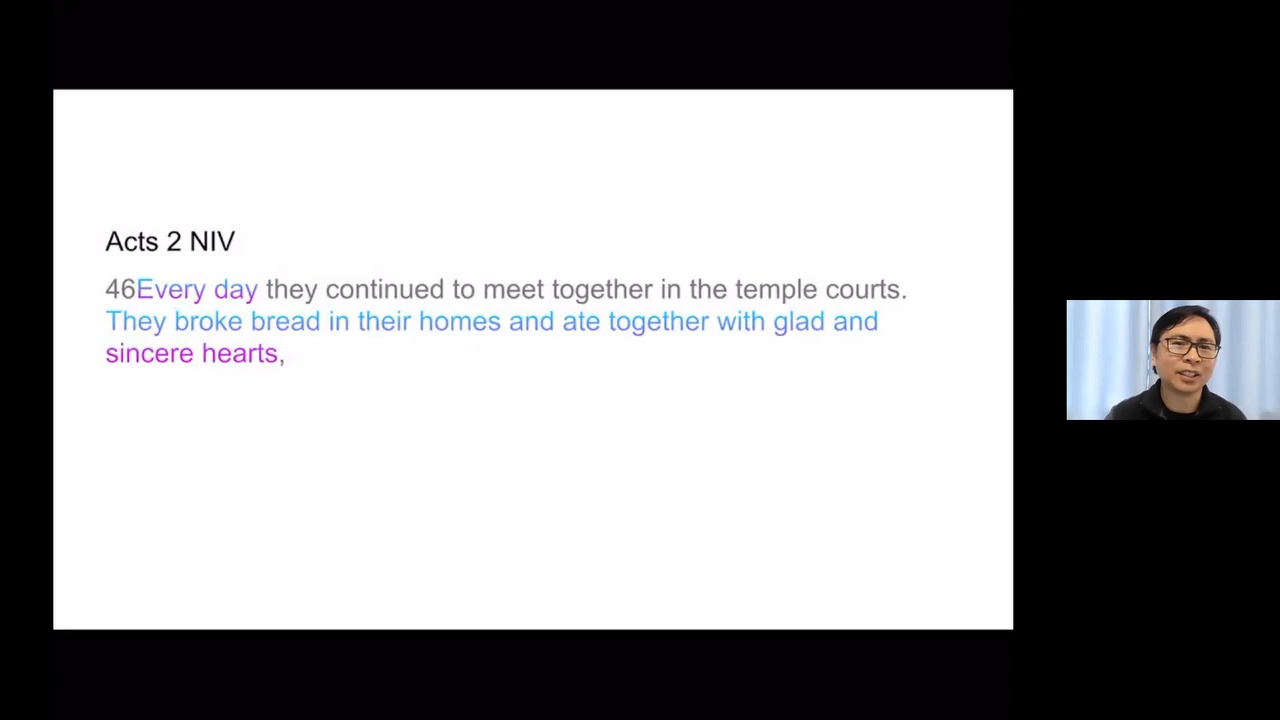 Acts 2 NIV
46Every day they continued to meet together in the temple courts.
They broke bread in their homes and ate together with glad and
sincere hearts,